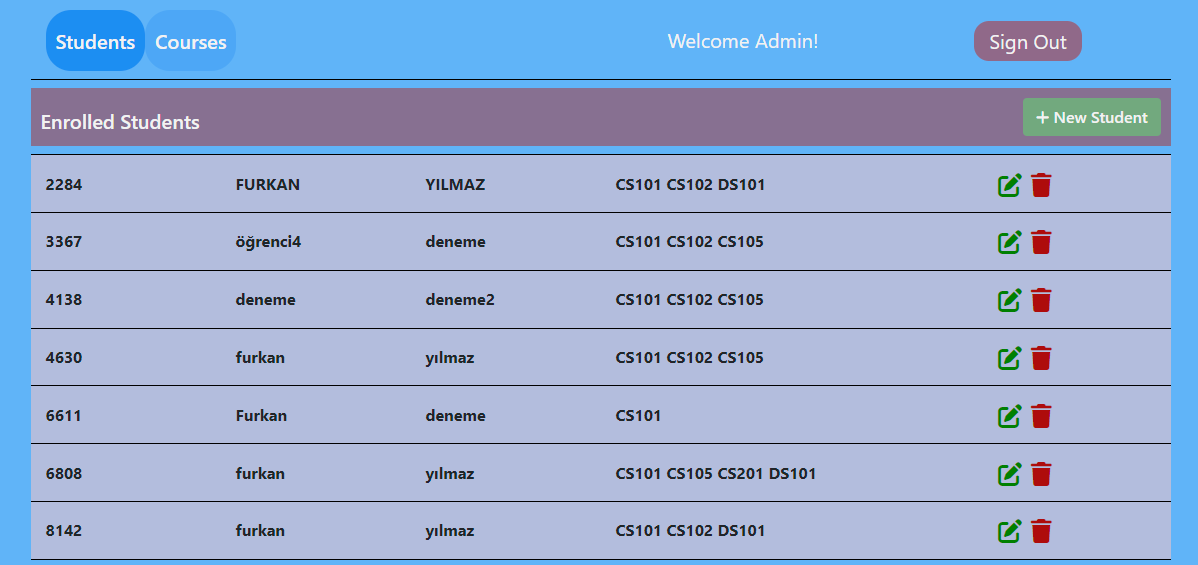 Students Courses Welcome Admin! Sign Out
Enrolled Students + New Student
2284 FURKAN YILMAZ CS101 CS102 DS101
3367 öğrenci4 deneme CS101 CS102 CS105
4138 deneme deneme2 CS101 CS102 CS105
4630 furkan yılmaz CS101 CS102 CS105
6611 Furkan deneme CS101
6808 furkan yılmaz CS101 CS105 CS201 DS101
8142 furkan yılmaz CS101 CS102 DS101